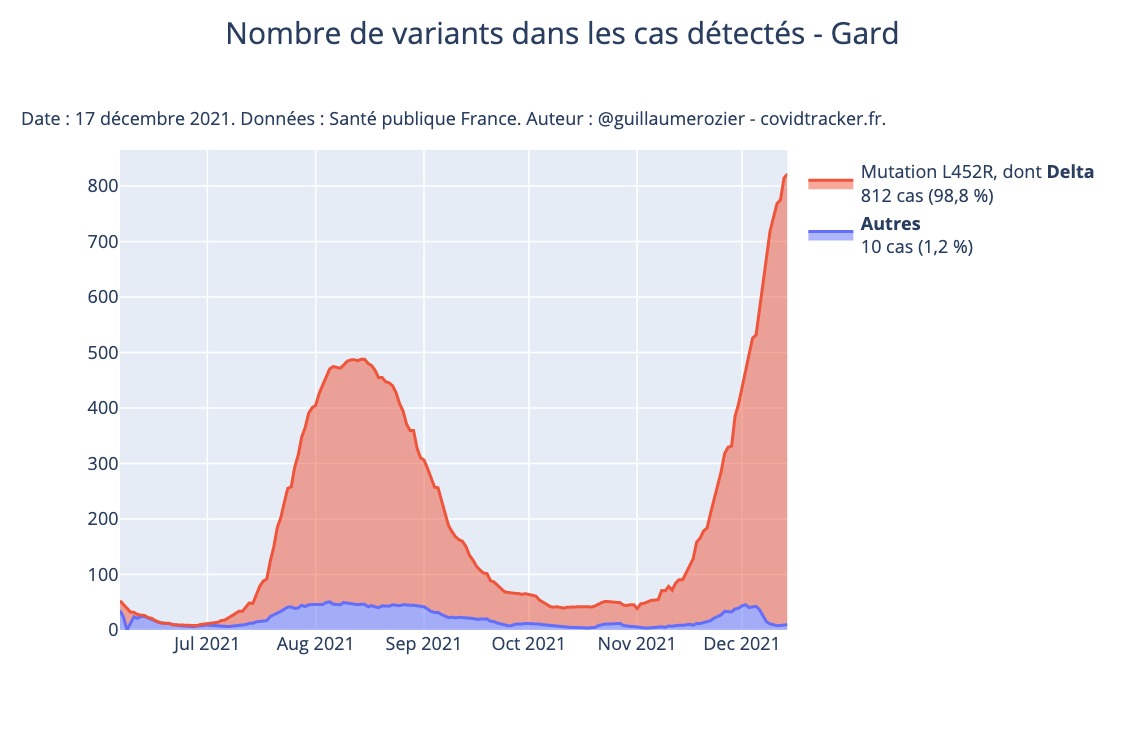 Nombre de variants dans les cas détectés - Gard
Date : 17 décembre 2021. Données : Santé publique France. Auteur : @guillaumerozier - covidtracker.fr.
Mutation L452R, dont Delta
812 cas (98,8 %)
Autres
10 cas (1,2 %)
800
700
600
500
400
300
200
100
0
Jul 2021
Aug 2021
Sep 2021
Oct 2021
Nov 2021
Dec 2021